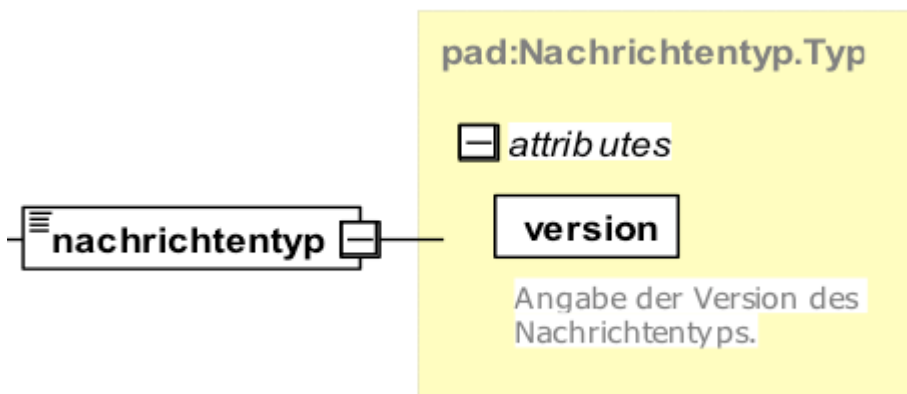 pad:Nachrichtentyp.Typ
attributes
nachrichtentyp
version
Angabe der Version des
Nachrichtentyps.